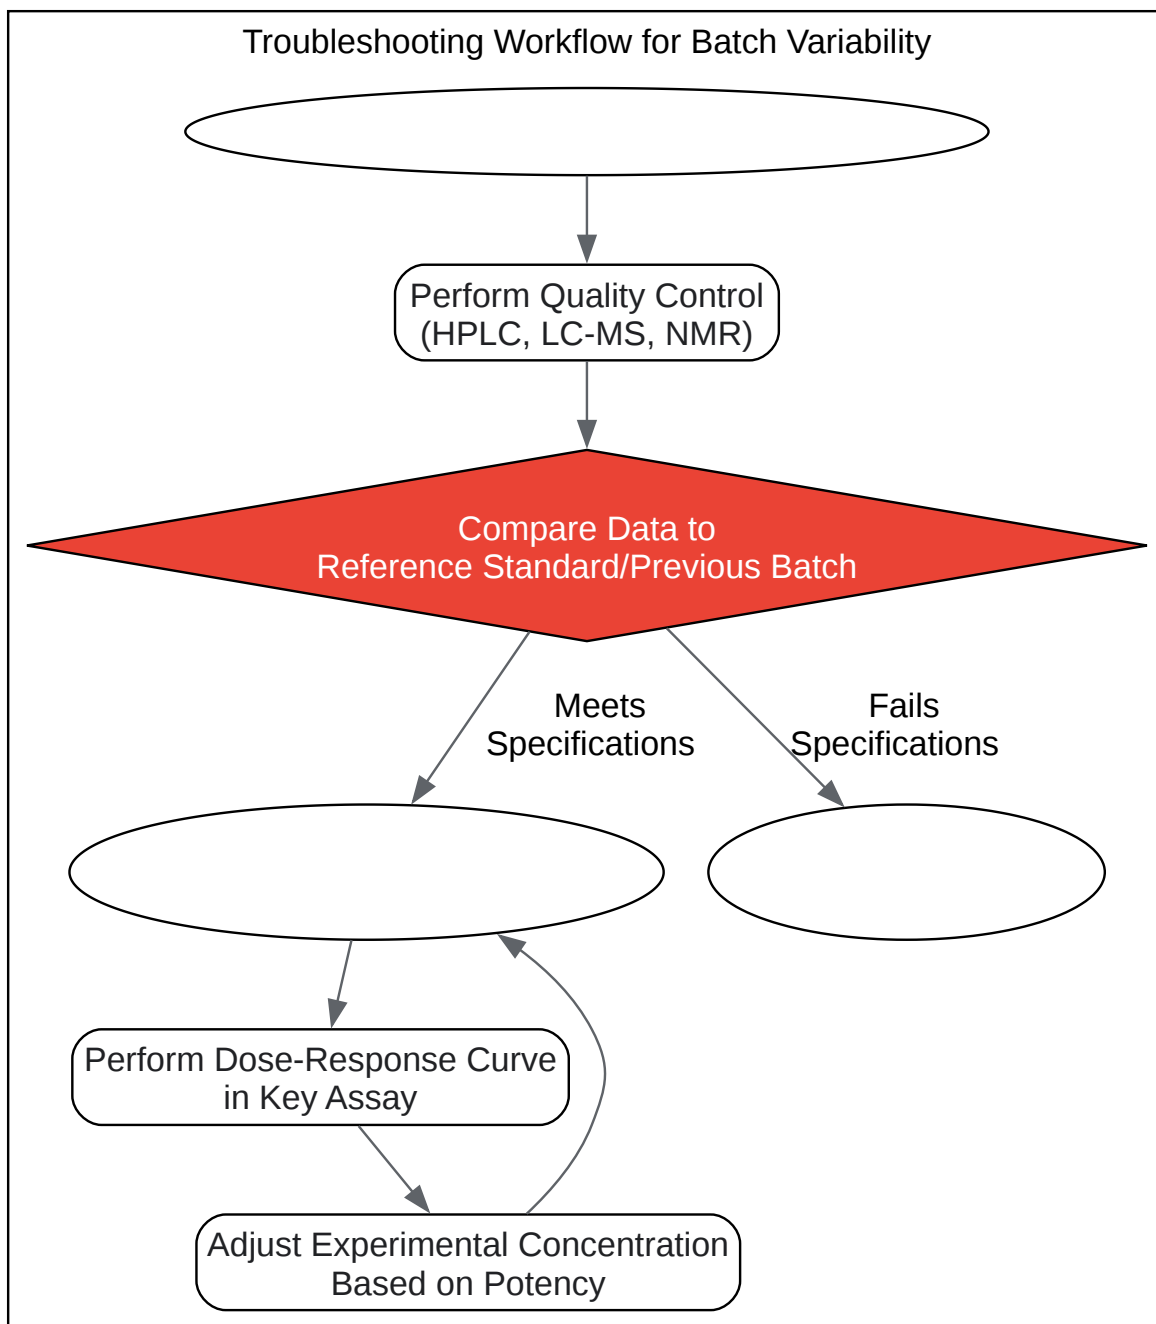 Troubleshooting Workflow for Batch Variability
Perform Quality Control
(HPLC, LC-MS, NMR)
Compare Data to
Reference Standard/Previous Batch
Meets
Specifications
Fails
Specifications
Perform Dose-Response Curve
in Key Assay
Adjust Experimental Concentration
Based on Potency